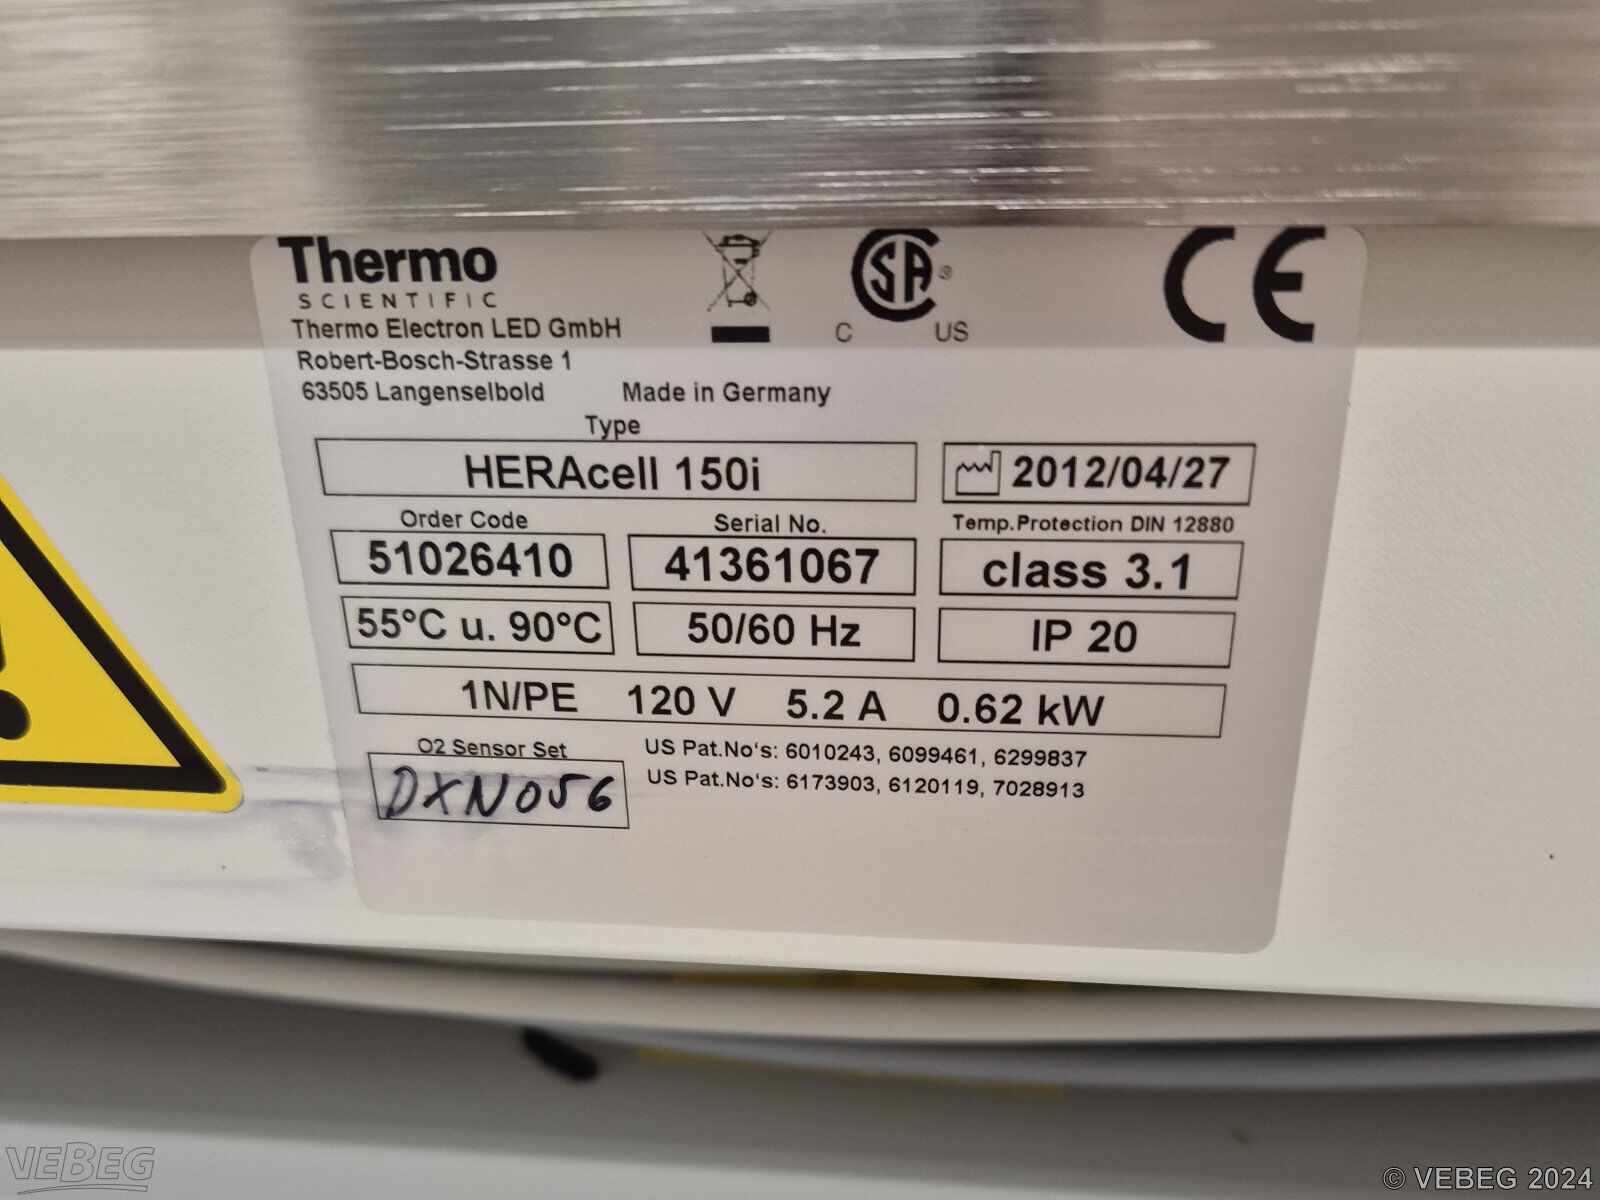 Thermo
SCIENTIFIC
Thermo Electron LED GmbH
Robert-Bosch-Strasse 1
63505 Langenselbold Made in Germany
CSA®
C US
CE
Type
HERAcell 150i 2012/04/27
Order Code Serial No. Temp.Protection DIN 12880
51026410 41361067 class 3.1
55°C u. 90°C 50/60 Hz IP 20
1N/PE 120 V 5.2 A 0.62 kW
O2 Sensor Set
DXN056
US Pat.No's: 6010243, 6099461, 6299837
US Pat.No's: 6173903, 6120119, 7028913
VEBEG
© VEBEG 2024